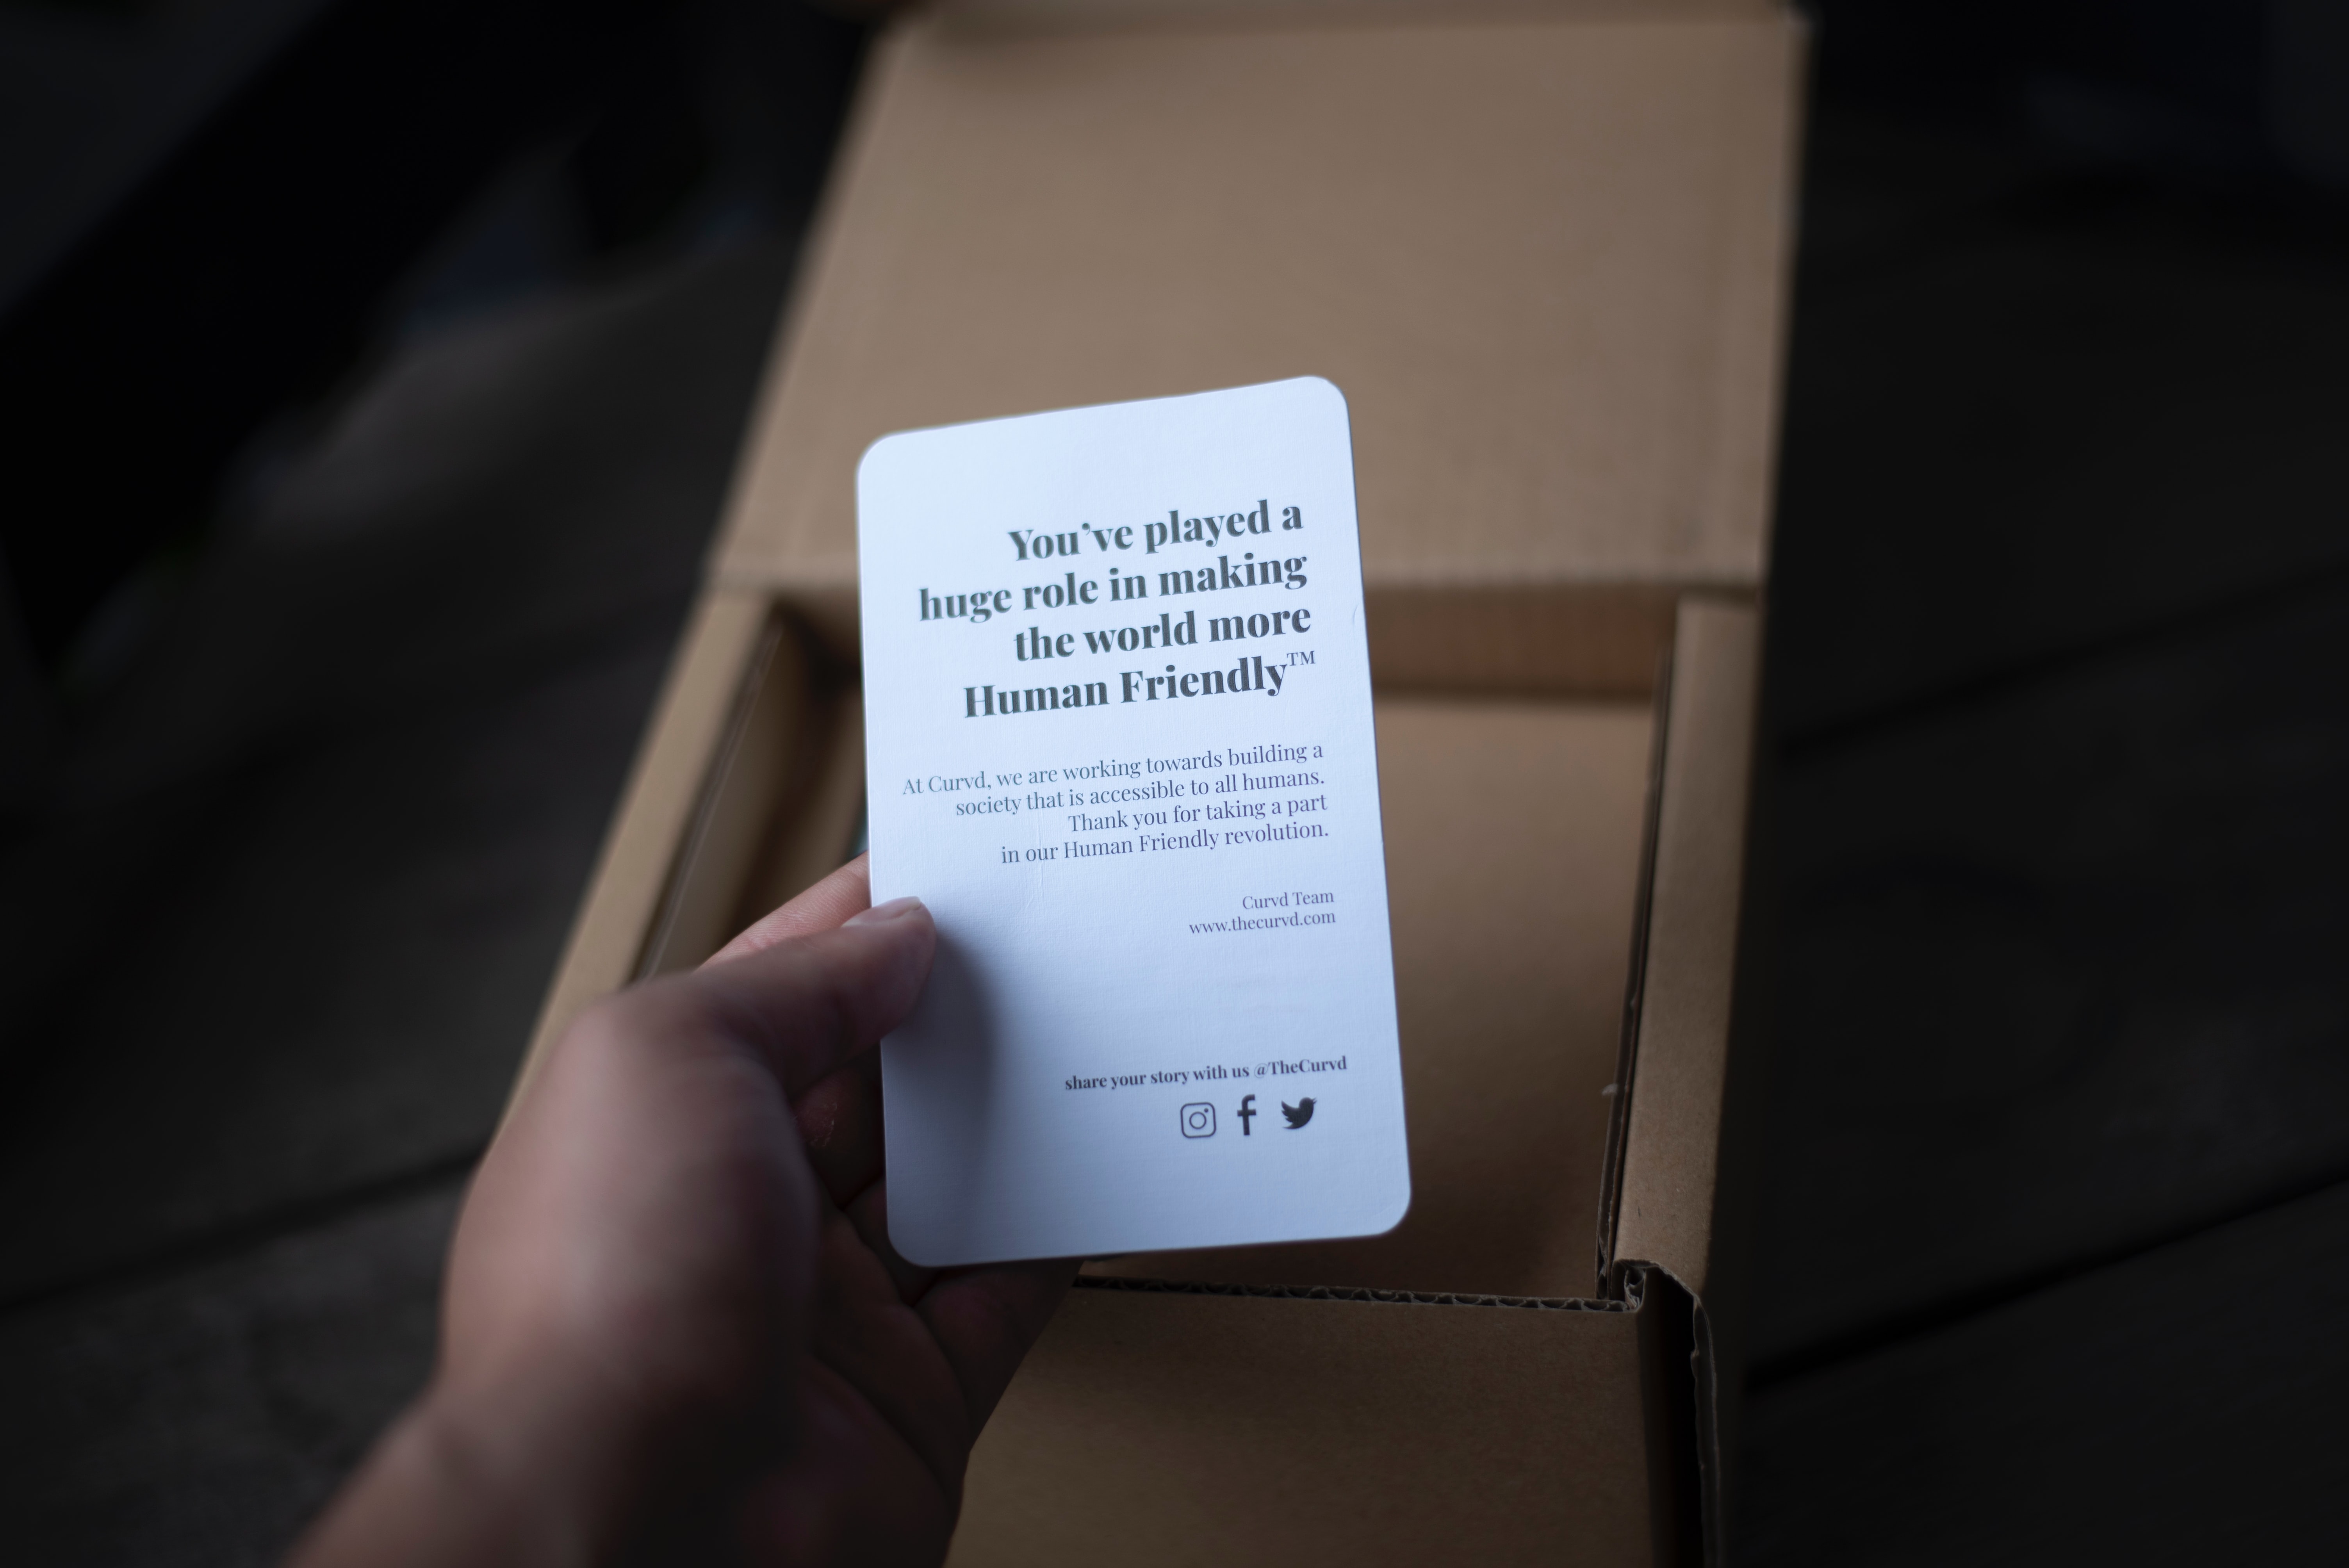 You’ve played a
huge role in making
the world more
Human Friendly™
At Curvd, we are working towards building a
society that is accessible to all humans.
Thank you for taking a part
in our Human Friendly revolution.
Curvd Team
www.thecurvd.com
share your story with us @TheCurvd